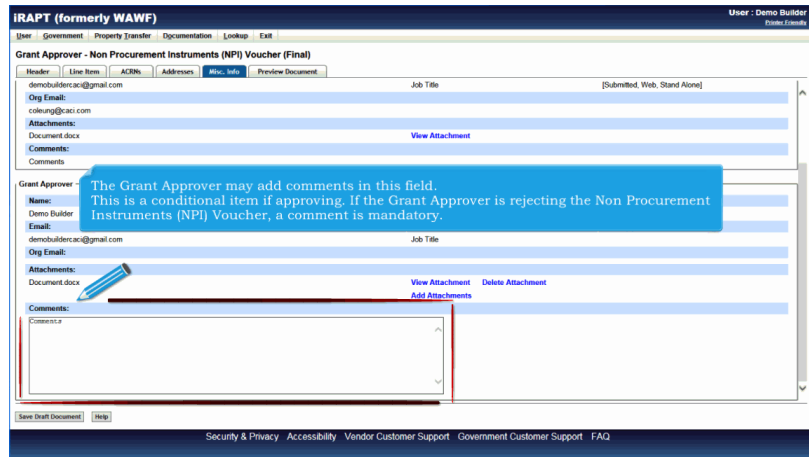 iRAPT (formerly WAWF)
User : Demo Builder
Printer Friendly
User Government Property Transfer Documentation Lookup Exit
Grant Approver - Non Procurement Instruments (NPI) Voucher (Final)
Header Line Item ACRNs Addresses Misc. Info Preview Document
demobuildercaci@gmail.com Job Title [Submitted, Web, Stand Alone]
Org Email:
coleung@caci.com
Attachments:
Document.docx View Attachment
Comments:
Comments
The Grant Approver may add comments in this field.
This is a conditional item if approving. If the Grant Approver is rejecting the Non Procurement
Instruments (NPI) Voucher, a comment is mandatory.
Grant Approver -
Name:
Demo Builder
Email:
demobuildercaci@gmail.com Job Title
Org Email:
Attachments:
Document.docx View Attachment Delete Attachment
Add Attachments
Comments:
Comments
Save Draft Document Help
Security & Privacy Accessibility Vendor Customer Support Government Customer Support FAQ